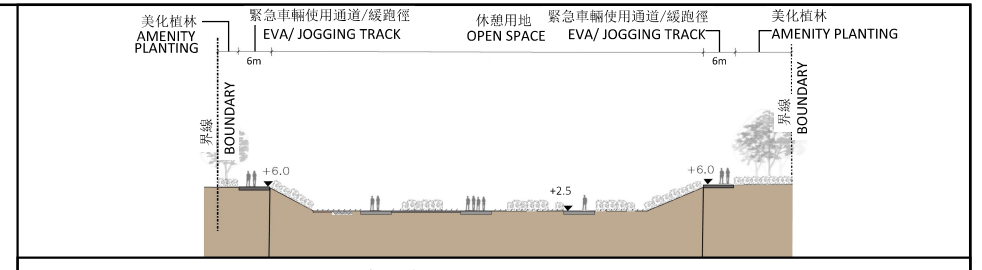 美化植林
AMENITY
PLANTING
緊急車輛使用通道/緩跑徑
EVA/ JOGGING TRACK
休憩用地
OPEN SPACE
緊急車輛使用通道/緩跑徑
EVA/ JOGGING TRACK
美化植林
AMENITY PLANTING
6m
6m
界線
BOUNDARY
界線
BOUNDARY
+6.0
+2.5
+6.0